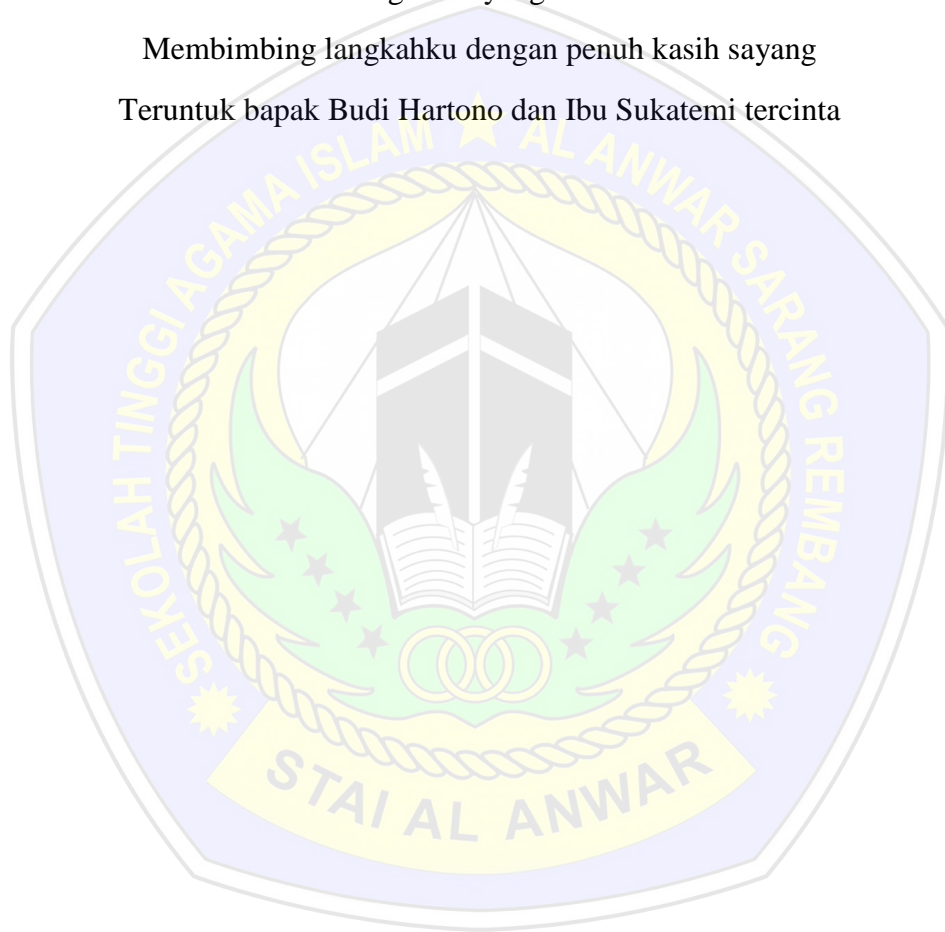 Membimbing langkahku dengan penuh kasih sayang
Teruntuk bapak Budi Hartono dan Ibu Sukatemi tercinta
SEKOLAH TINGGI AGAMA ISLAM ★ AL ANWAR SARANG REMBANG
STAI AL ANWAR